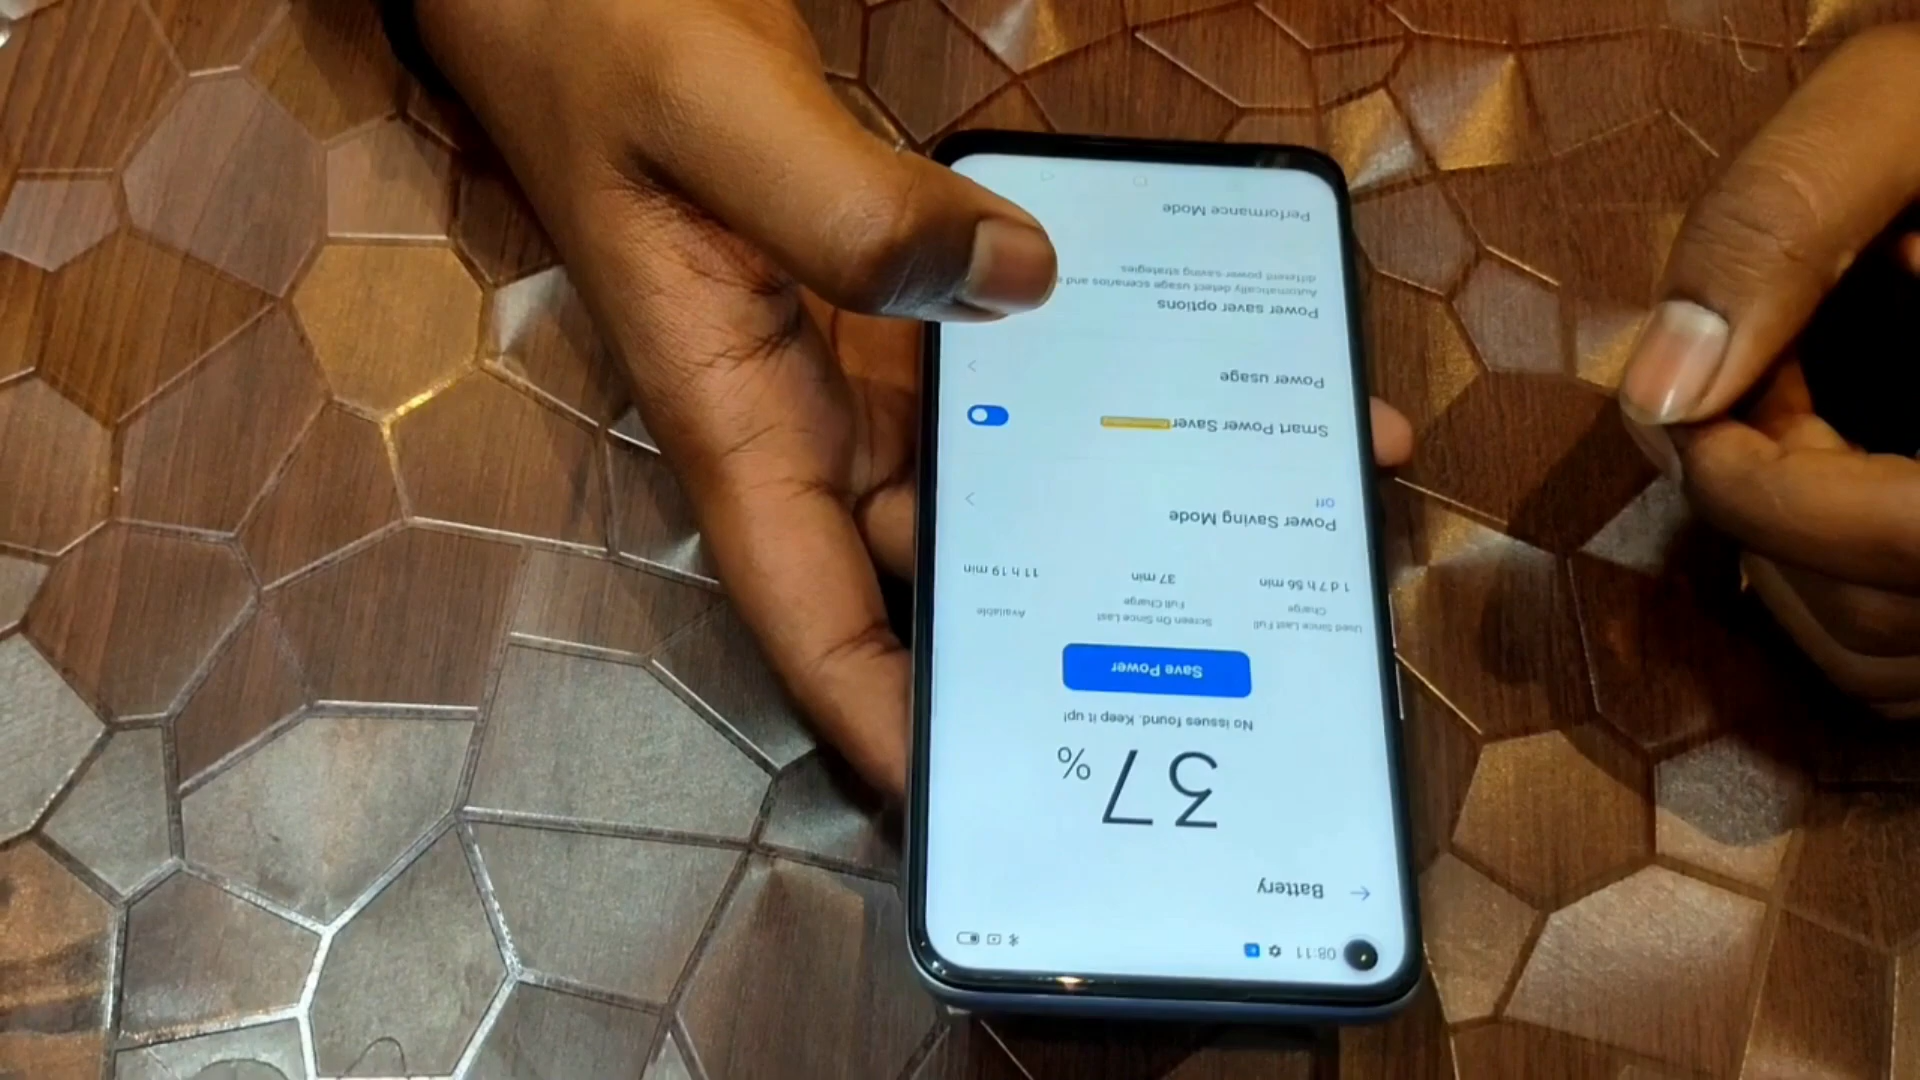 08:11
Battery
37%
No issues found. Keep it up!
Save Power
Used Since Last Full Charge
1 d 7 h 56 min
Screen On Since Last Full Charge
37 min
Available
11 h 19 min
Power Saving Mode
Off
Smart Power Saver
Power usage
Power saver options
Automatically detect usage scenarios and
different power-saving strategies
Performance Mode